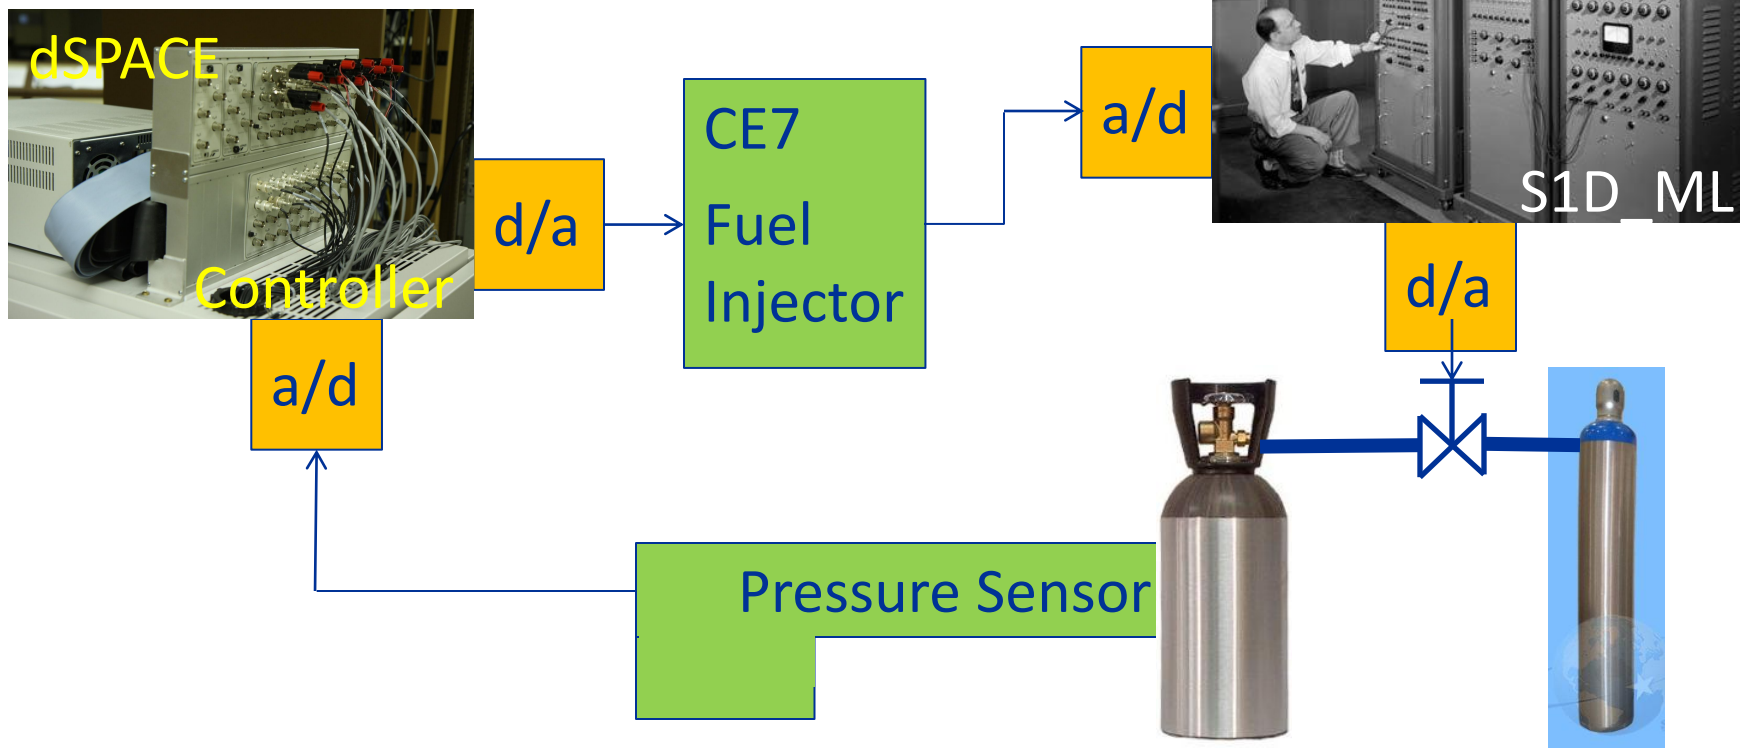 dSPACE
Controller
d/a
a/d
CE7
Fuel
Injector
a/d
S1D_ML
d/a
Pressure Sensor